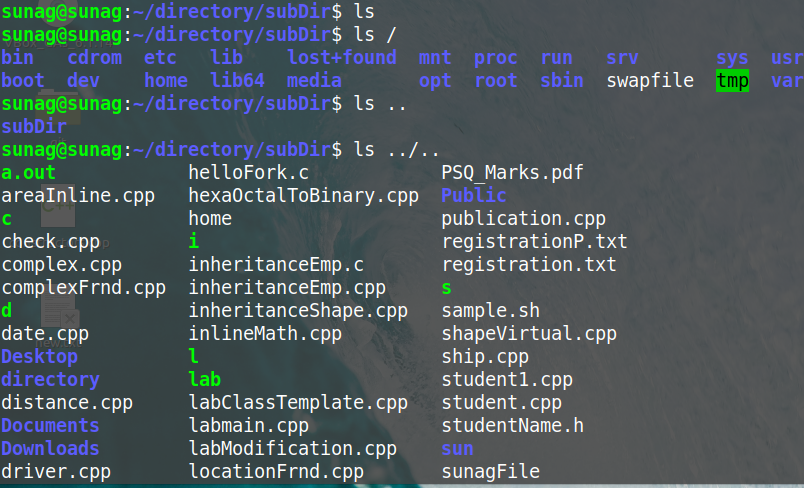 sunag@sunag:~/directory/subDir$ ls
sunag@sunag:~/directory/subDir$ ls /
bin cdrom etc lib lost+found mnt proc run srv sys usr
boot dev home lib64 media opt root sbin swapfile tmp var
sunag@sunag:~/directory/subDir$ ls ..
subDir
sunag@sunag:~/directory/subDir$ ls ../..
a.out helloFork.c PSQ_Marks.pdf
areaInline.cpp hexaOctalToBinary.cpp Public
c home publication.cpp
check.cpp i registrationP.txt
complex.cpp inheritanceEmp.c registration.txt
complexFrnd.cpp inheritanceEmp.cpp s
d inheritanceShape.cpp sample.sh
date.cpp inlineMath.cpp shapeVirtual.cpp
Desktop l ship.cpp
directory lab student1.cpp
distance.cpp labClassTemplate.cpp student.cpp
Documents labmain.cpp studentName.h
Downloads labModification.cpp sun
driver.cpp locationFrnd.cpp sunagFile